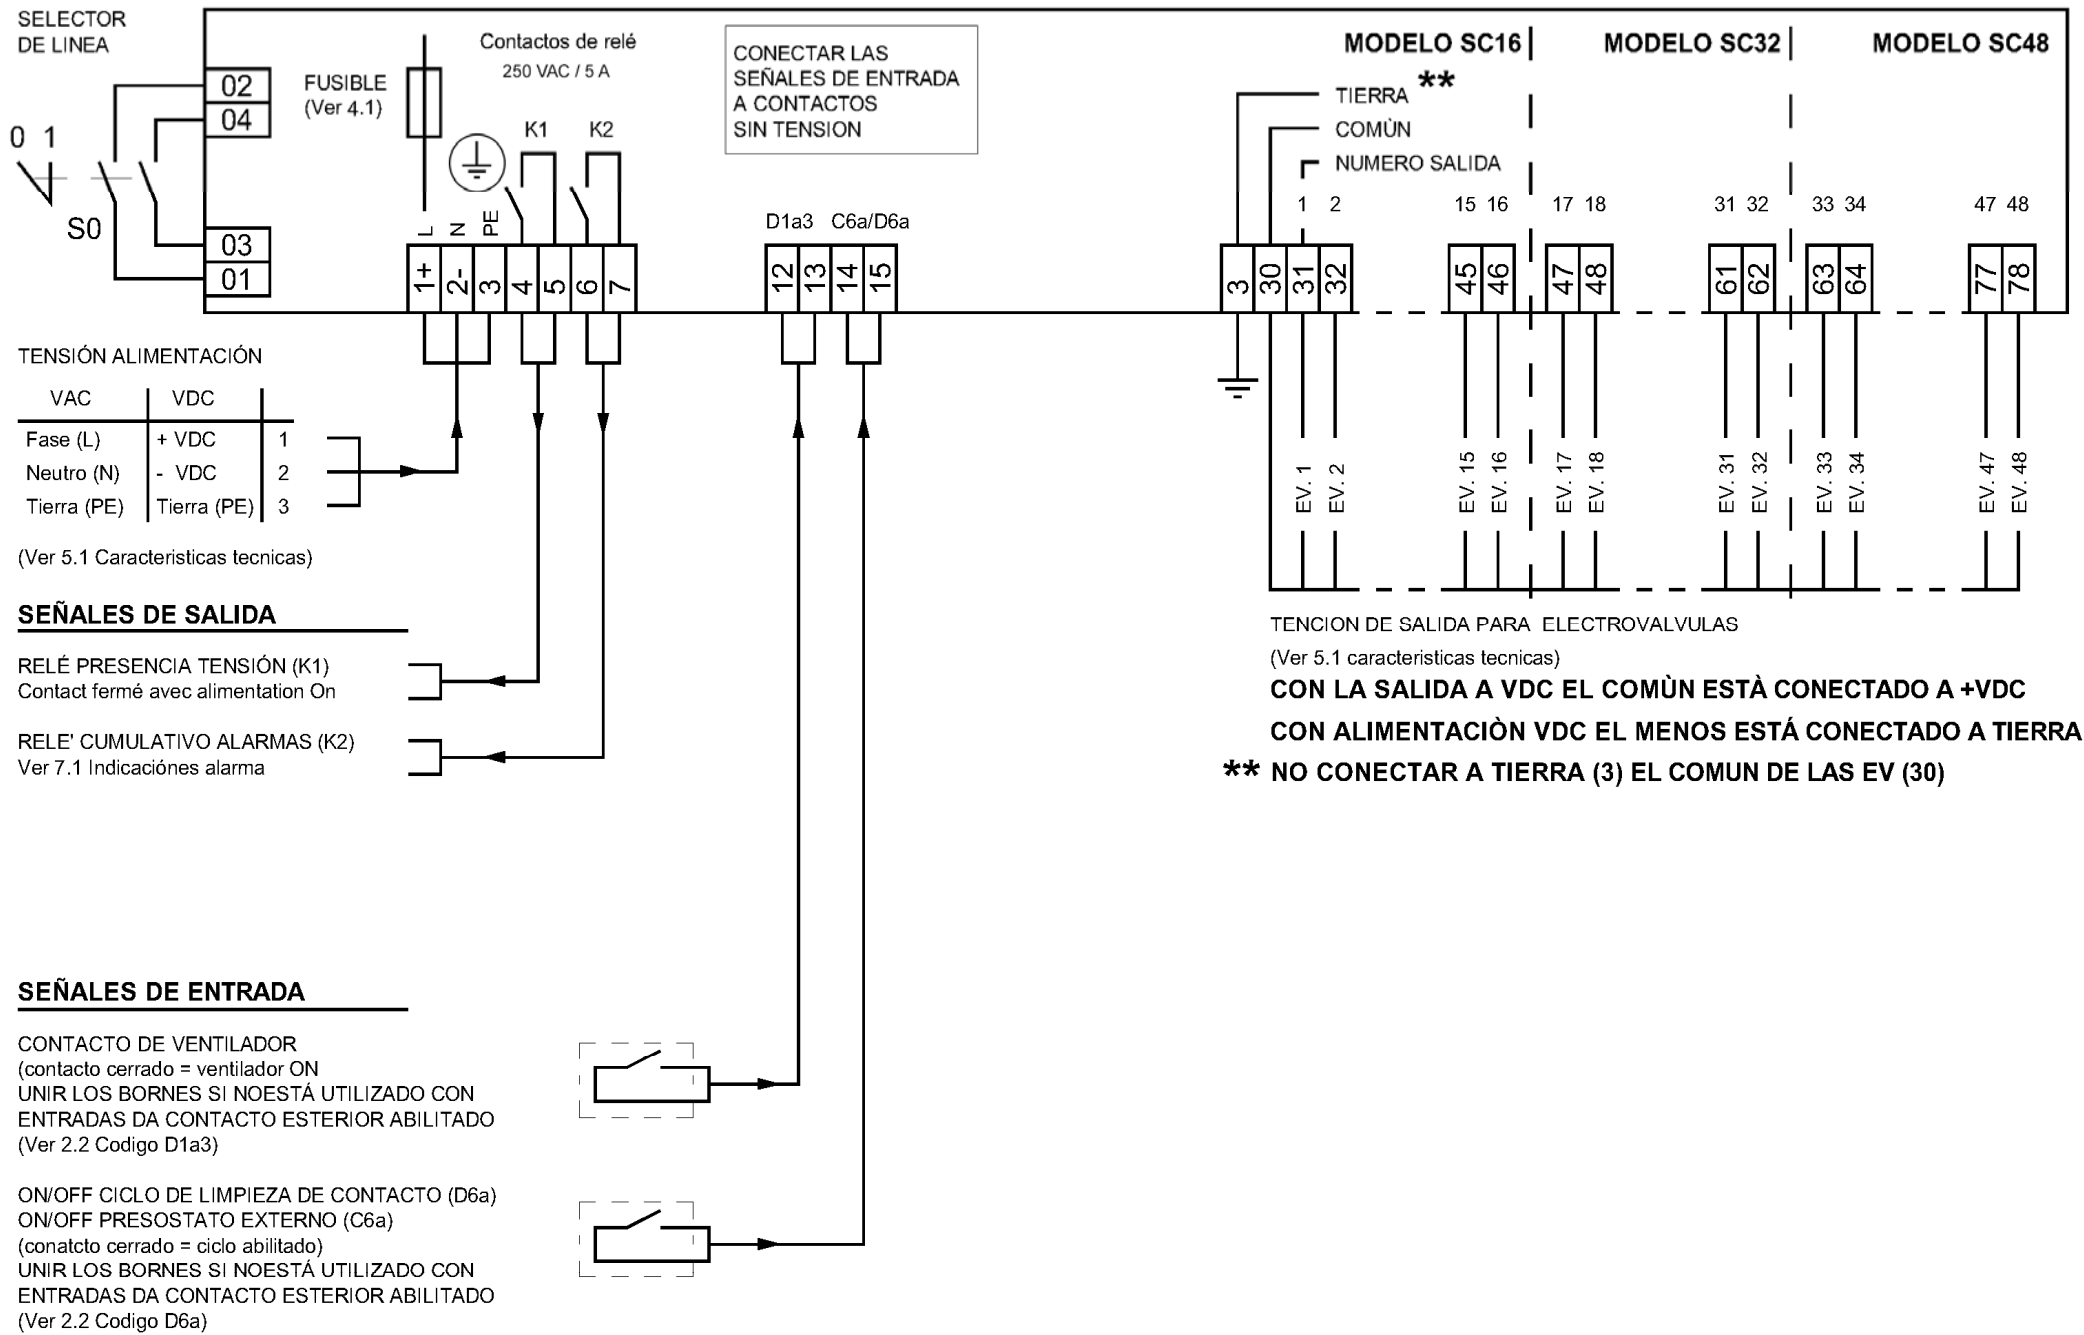 SELECTOR
DE LINEA
02
04
03
01
0 1
S0
FUSIBLE
(Ver 4.1)
Contactos de relé
250 VAC / 5 A
K1 K2
CONECTAR LAS
SEÑALES DE ENTRADA
A CONTACTOS
SIN TENSION
L N PE
1+ 2- 3 4 5 6 7
D1a3 C6a/D6a
12 13 14 15
MODELO SC16 MODELO SC32 MODELO SC48
TIERRA **
COMÙN
NUMERO SALIDA
1 2 15 16 17 18 31 32 33 34 47 48
3 30 31 32 45 46 47 48 61 62 63 64 77 78
EV. 1 EV. 2 EV. 15 EV. 16 EV. 17 EV. 18 EV. 31 EV. 32 EV. 33 EV. 34 EV. 47 EV. 48
TENSIÓN ALIMENTACIÓN
VAC VDC
Fase (L) + VDC 1
Neutro (N) - VDC 2
Tierra (PE) Tierra (PE) 3
(Ver 5.1 Caracteristicas tecnicas)
SEÑALES DE SALIDA
RELÉ PRESENCIA TENSIÓN (K1)
Contact fermé avec alimentation On
RELE' CUMULATIVO ALARMAS (K2)
Ver 7.1 Indicaciónes alarma
TENCION DE SALIDA PARA ELECTROVALVULAS
(Ver 5.1 caracteristicas tecnicas)
CON LA SALIDA A VDC EL COMÙN ESTÀ CONECTADO A +VDC
CON ALIMENTACIÒN VDC EL MENOS ESTÁ CONECTADO A TIERRA
** NO CONECTAR A TIERRA (3) EL COMUN DE LAS EV (30)
SEÑALES DE ENTRADA
CONTACTO DE VENTILADOR
(contacto cerrado = ventilador ON
UNIR LOS BORNES SI NOESTÁ UTILIZADO CON
ENTRADAS DA CONTACTO ESTERIOR ABILITADO
(Ver 2.2 Codigo D1a3)
ON/OFF CICLO DE LIMPIEZA DE CONTACTO (D6a)
ON/OFF PRESOSTATO EXTERNO (C6a)
(conatcto cerrado = ciclo abilitado)
UNIR LOS BORNES SI NOESTÁ UTILIZADO CON
ENTRADAS DA CONTACTO ESTERIOR ABILITADO
(Ver 2.2 Codigo D6a)